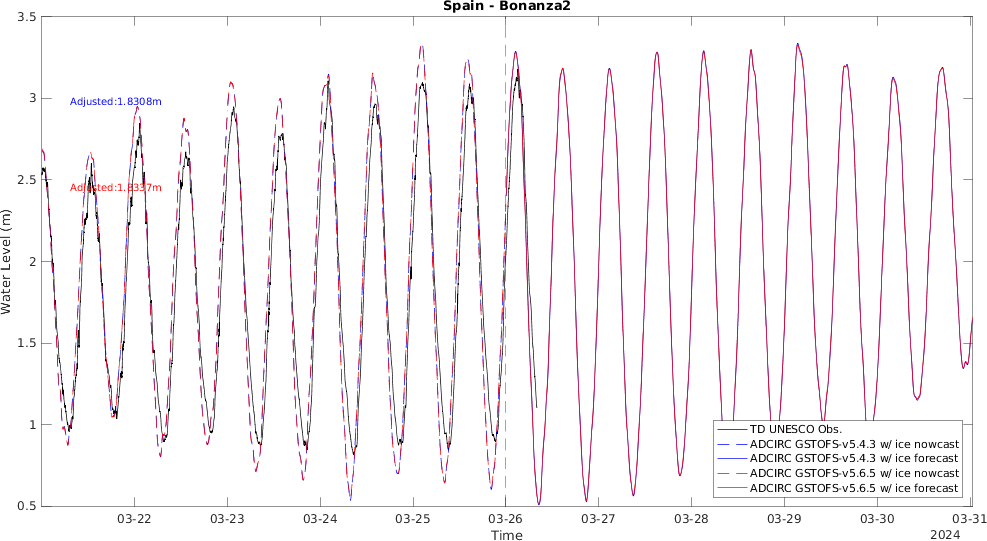 Spain - Bonanza2
3.5
3
2.5
2
1.5
1
0.5
Water Level (m)
Adjusted:1.8308m
Adjusted:1.8337m
TD UNESCO Obs.
ADCIRC GSTOFS-v5.4.3 w/ ice nowcast
ADCIRC GSTOFS-v5.4.3 w/ ice forecast
ADCIRC GSTOFS-v5.6.5 w/ ice nowcast
ADCIRC GSTOFS-v5.6.5 w/ ice forecast
03-22 03-23 03-24 03-25 03-26 03-27 03-28 03-29 03-30 03-31
Time
2024